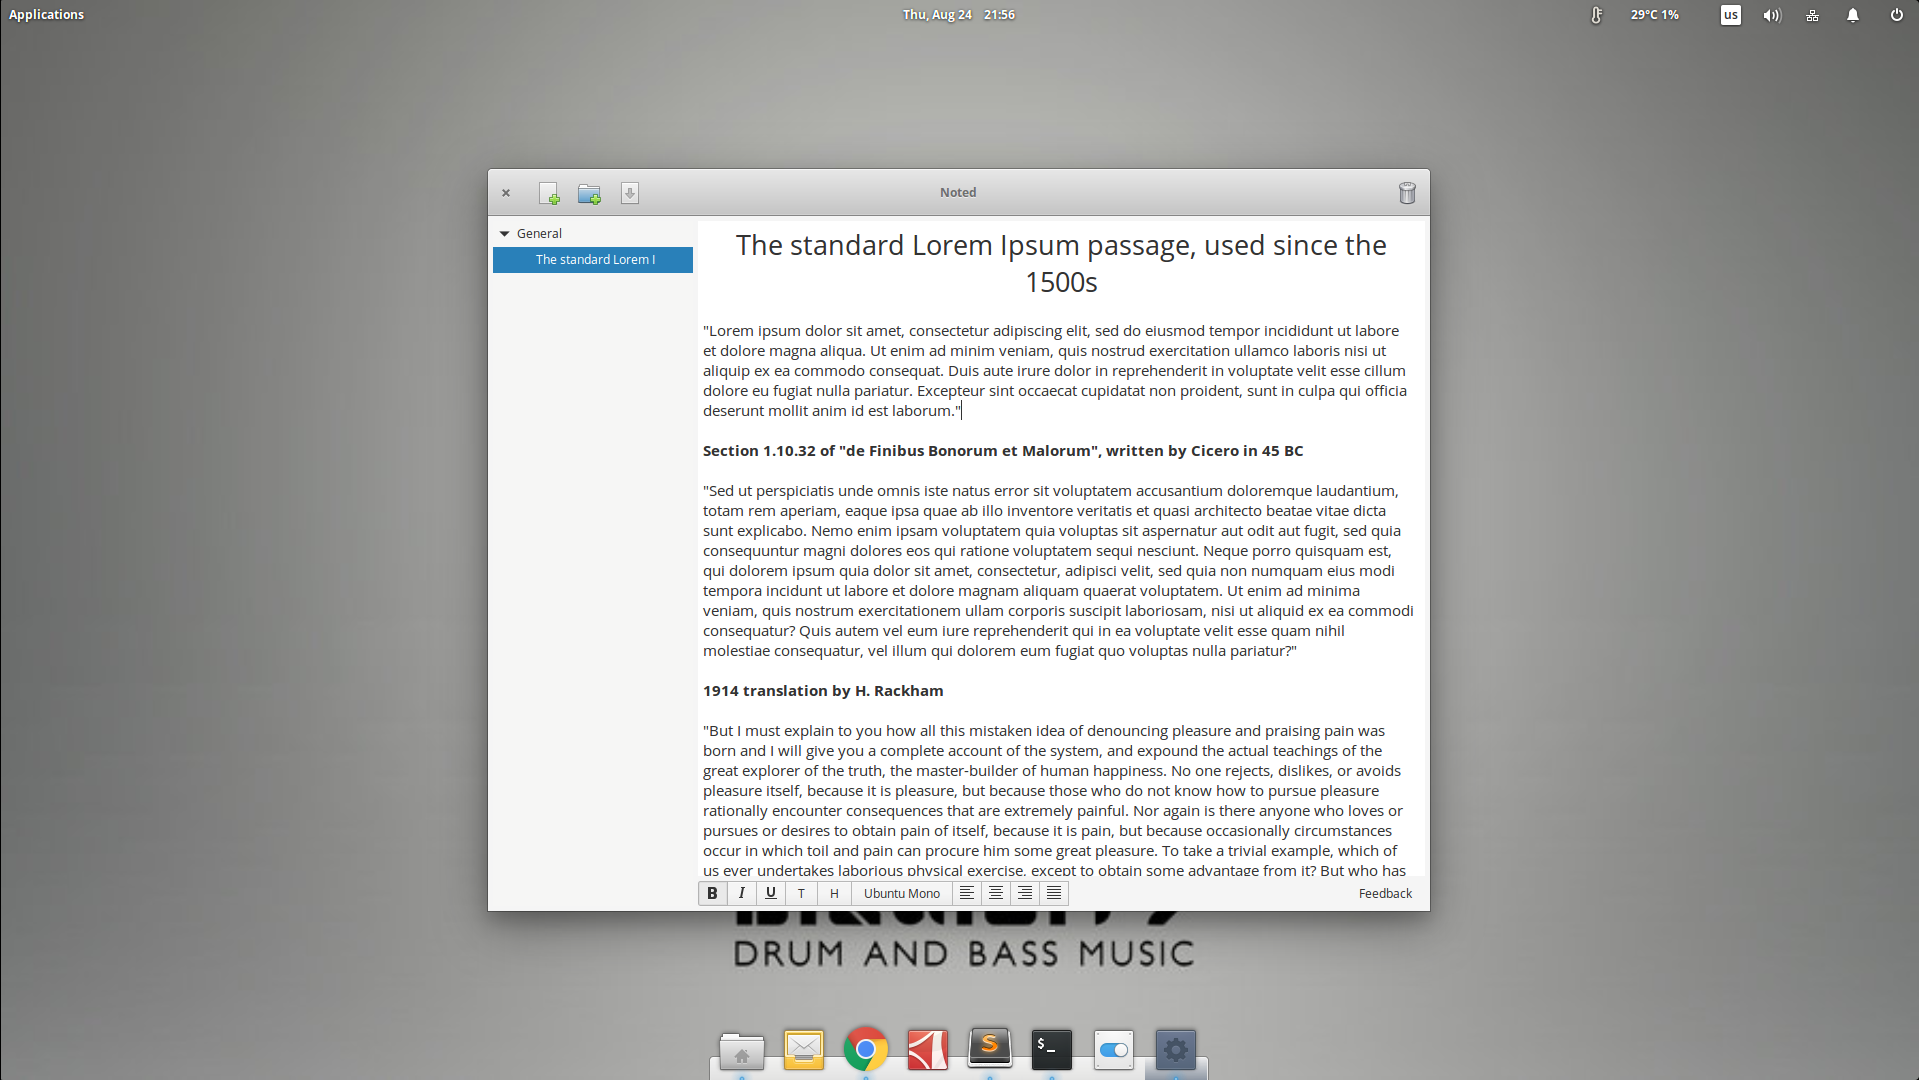 Applications
Thu, Aug 24 21:56
29°C 1%
us
Noted
General
The standard Lorem I
The standard Lorem Ipsum passage, used since the
1500s
"Lorem ipsum dolor sit amet, consectetur adipiscing elit, sed do eiusmod tempor incididunt ut labore
et dolore magna aliqua. Ut enim ad minim veniam, quis nostrud exercitation ullamco laboris nisi ut
aliquip ex ea commodo consequat. Duis aute irure dolor in reprehenderit in voluptate velit esse cillum
dolore eu fugiat nulla pariatur. Excepteur sint occaecat cupidatat non proident, sunt in culpa qui officia
deserunt mollit anim id est laborum."
Section 1.10.32 of "de Finibus Bonorum et Malorum", written by Cicero in 45 BC
"Sed ut perspiciatis unde omnis iste natus error sit voluptatem accusantium doloremque laudantium,
totam rem aperiam, eaque ipsa quae ab illo inventore veritatis et quasi architecto beatae vitae dicta
sunt explicabo. Nemo enim ipsam voluptatem quia voluptas sit aspernatur aut odit aut fugit, sed quia
consequuntur magni dolores eos qui ratione voluptatem sequi nesciunt. Neque porro quisquam est,
qui dolorem ipsum quia dolor sit amet, consectetur, adipisci velit, sed quia non numquam eius modi
tempora incidunt ut labore et dolore magnam aliquam quaerat voluptatem. Ut enim ad minima
veniam, quis nostrum exercitationem ullam corporis suscipit laboriosam, nisi ut aliquid ex ea commodi
consequatur? Quis autem vel eum iure reprehenderit qui in ea voluptate velit esse quam nihil
molestiae consequatur, vel illum qui dolorem eum fugiat quo voluptas nulla pariatur?"
1914 translation by H. Rackham
"But I must explain to you how all this mistaken idea of denouncing pleasure and praising pain was
born and I will give you a complete account of the system, and expound the actual teachings of the
great explorer of the truth, the master-builder of human happiness. No one rejects, dislikes, or avoids
pleasure itself, because it is pleasure, but because those who do not know how to pursue pleasure
rationally encounter consequences that are extremely painful. Nor again is there anyone who loves or
pursues or desires to obtain pain of itself, because it is pain, but because occasionally circumstances
occur in which toil and pain can procure him some great pleasure. To take a trivial example, which of
us ever undertakes laborious physical exercise, except to obtain some advantage from it? But who has
B I U T H Ubuntu Mono
Feedback
DRUM AND BASS MUSIC
S
$_